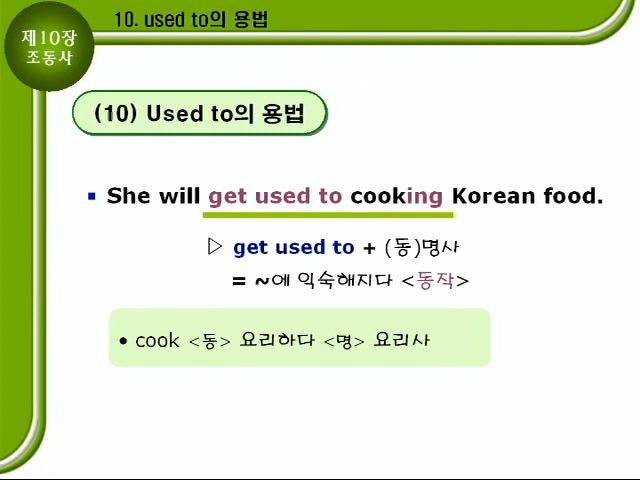 10. used to의 용법
제10장
조동사
(10) Used to의 용법
▪ She will get used to cooking Korean food.
▷ get used to + (동)명사
= ~에 익숙해지다 <동작>
• cook <동> 요리하다 <명> 요리사